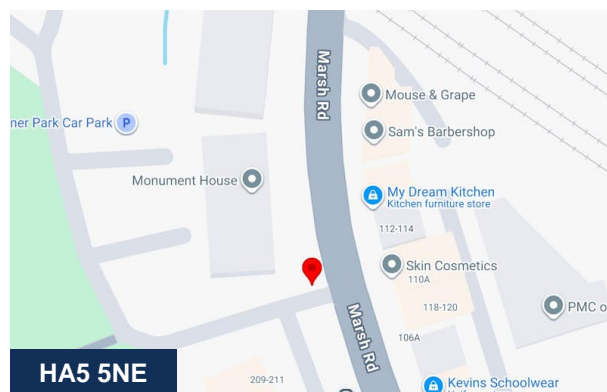 Marsh Rd
Mouse & Grape
ner Park Car Park P
Sam's Barbershop
Monument House
My Dream Kitchen
Kitchen furniture store
112-114
Skin Cosmetics
110A
118-120
PMC o
Marsh Rd
106A
HA5 5NE
209-211
Kevins Schoolwear